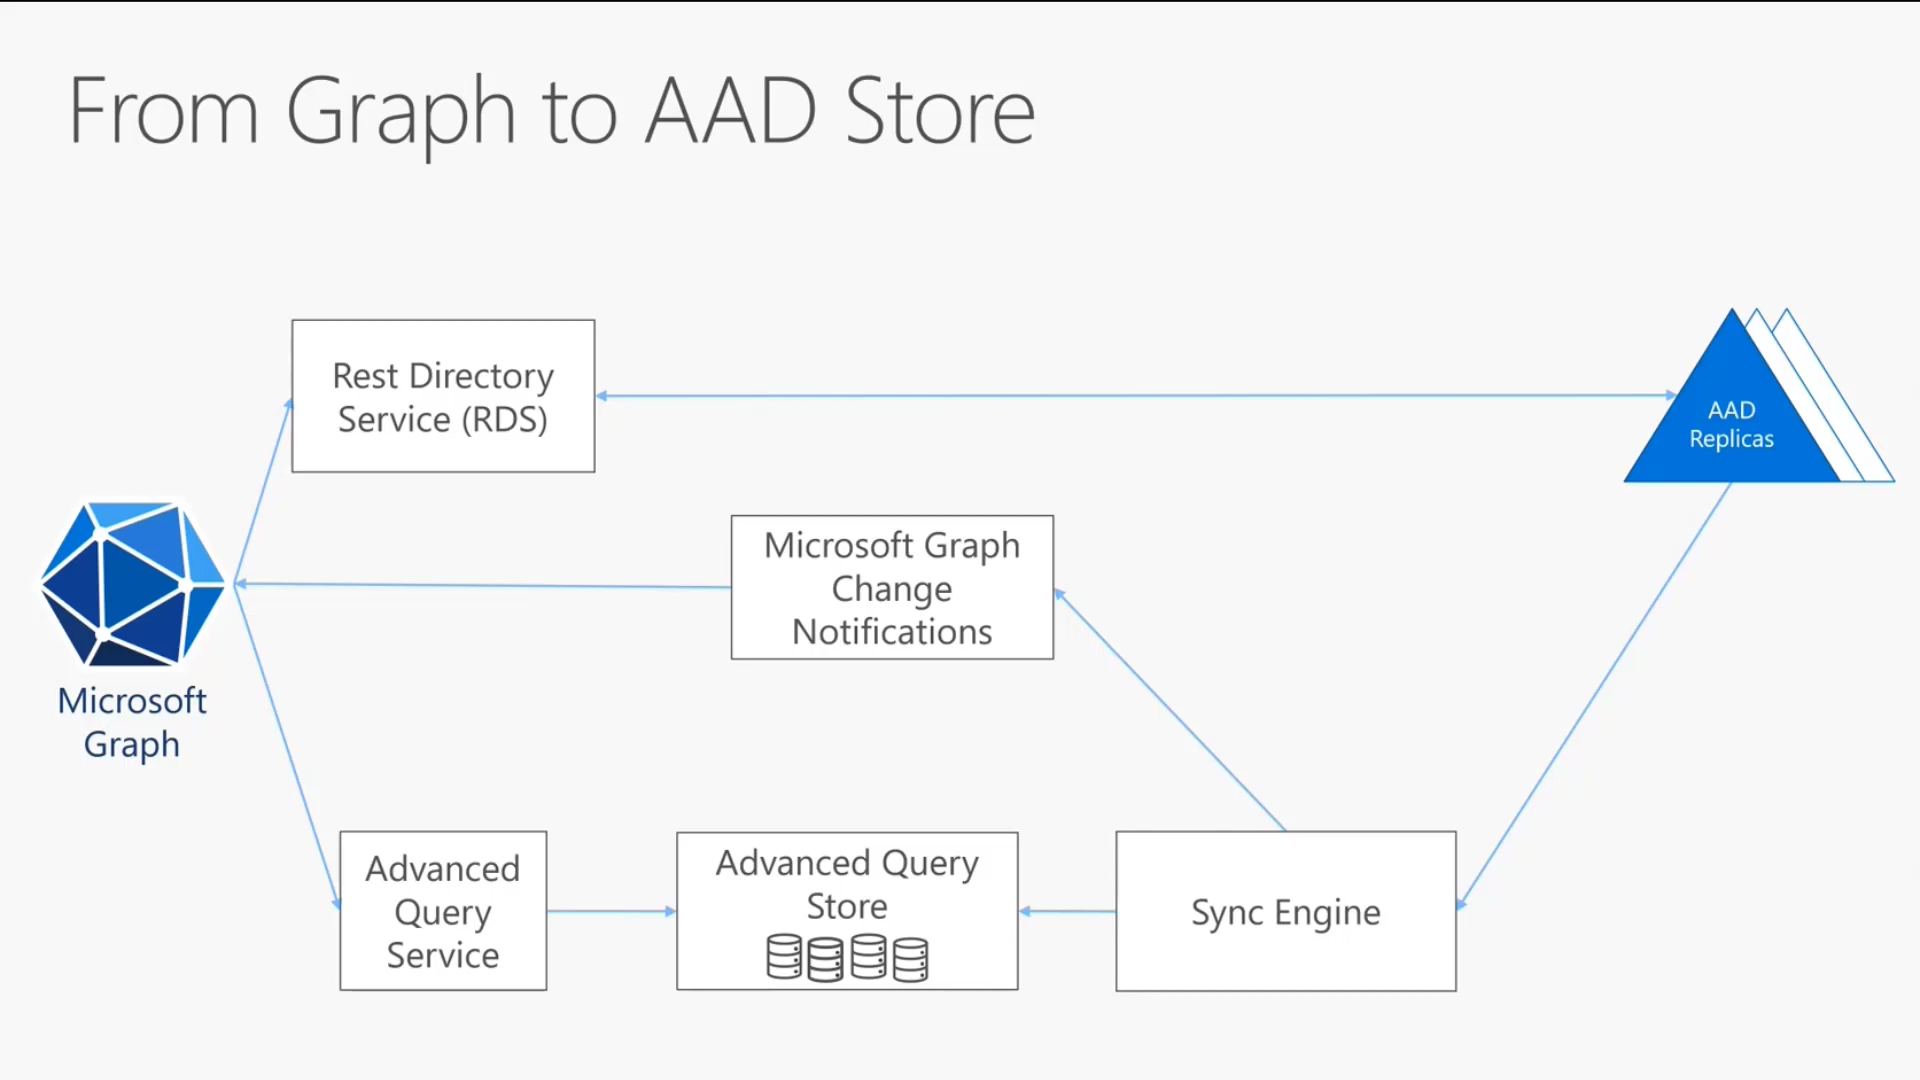 From Graph to AAD Store
Rest Directory
Service (RDS)
AAD
Replicas
Microsoft Graph
Change
Notifications
Microsoft
Graph
Advanced
Query
Service
Advanced Query
Store
Sync Engine